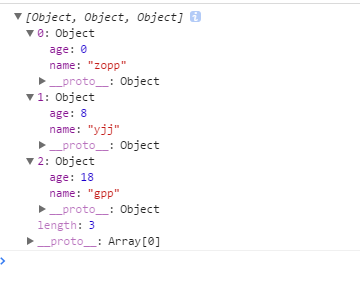 ▼[Object, Object, Object] i
▼0: Object
age: 0
name: "zopp"
▶__proto__: Object
▼1: Object
age: 8
name: "yjj"
▶__proto__: Object
▼2: Object
age: 18
name: "gpp"
▶__proto__: Object
length: 3
▶__proto__: Array[0]
>